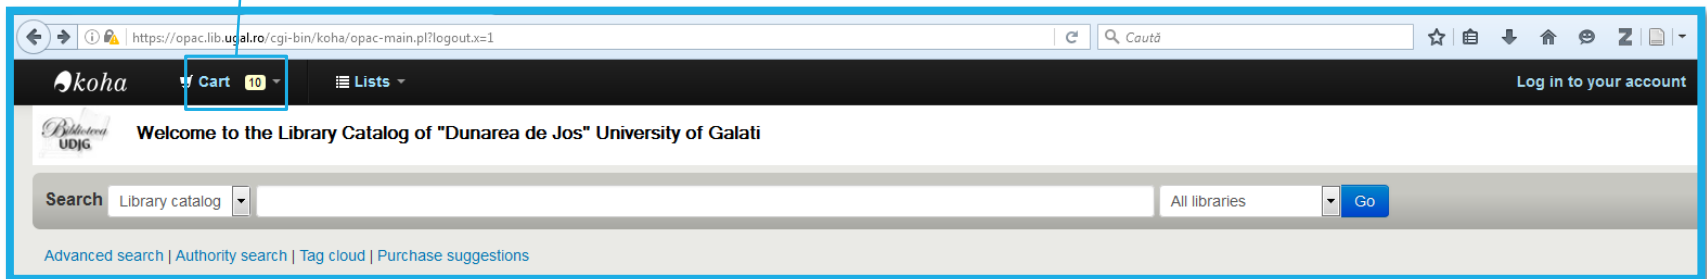 https://opac.lib.ugal.ro/cgi-bin/koha/opac-main.pl?logout.x=1 Caută
koha Cart 10 Lists Log in to your account
Biblioteca UDJG Welcome to the Library Catalog of "Dunarea de Jos" University of Galati
Search Library catalog All libraries Go
Advanced search | Authority search | Tag cloud | Purchase suggestions